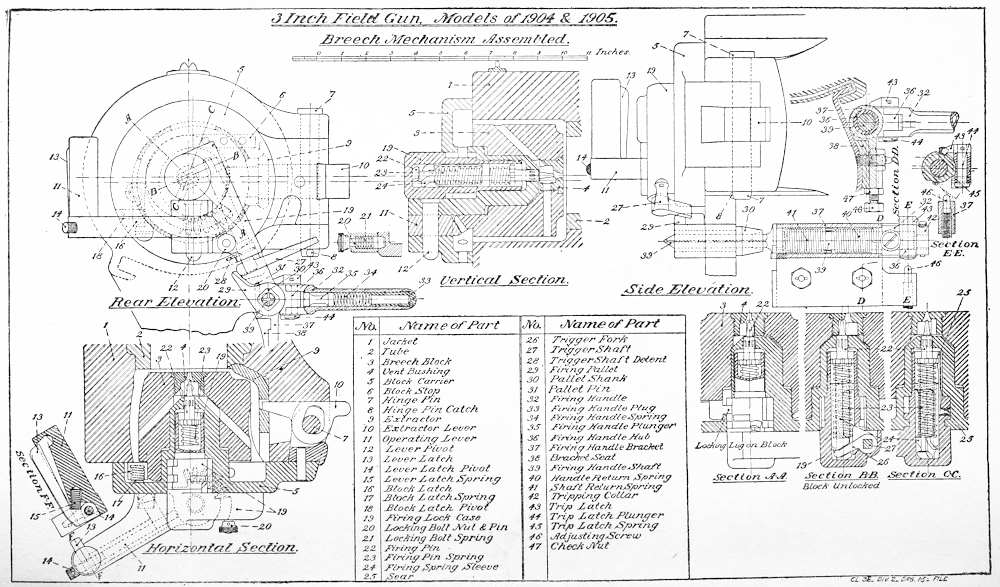 3 Inch Field Gun, Models of 1904 & 1905.
Breech Mechanism Assembled.
0 1 2 3 4 5 6 7 8 9 10 11 Inches.
Rear Elevation.
Vertical Section.
Side Elevation.
Section D.D.
Section E.E.
Horizontal Section.
Section F.F.
Locking Lug on Block
Section A.A.
Section B.B.
Block Unlocked
Section C.C.
No. Name of Part
1 Jacket
2 Tube
3 Breech Block
4 Vent Bushing
5 Block Carrier
6 Block Stop
7 Hinge Pin
8 Hinge Pin Catch
9 Extractor
10 Extractor Lever
11 Operating Lever
12 Lever Pivot
13 Lever Latch
14 Lever Latch Pivot
15 Lever Latch Spring
16 Block Latch
17 Block Latch Spring
18 Block Latch Pivot
19 Firing Lock Case
20 Locking Bolt Nut & Pin
21 Locking Bolt Spring
22 Firing Pin
23 Firing Pin Spring
24 Firing Spring Sleeve
25 Sear
No. Name of Part
26 Trigger Fork
27 Trigger Shaft
28 Trigger Shaft Detent
29 Firing Pallet
30 Pallet Shank
31 Pallet Pin
32 Firing Handle
33 Firing Handle Plug
34 Firing Handle Spring
35 Firing Handle Plunger
36 Firing Handle Hub
37 Firing Handle Bracket
38 Bracket Seat
39 Firing Handle Shaft
40 Handle Return Spring
41 Shaft Return Spring
42 Tripping Collar
43 Trip Latch
44 Trip Latch Plunger
45 Trip Latch Spring
46 Adjusting Screw
47 Check Nut